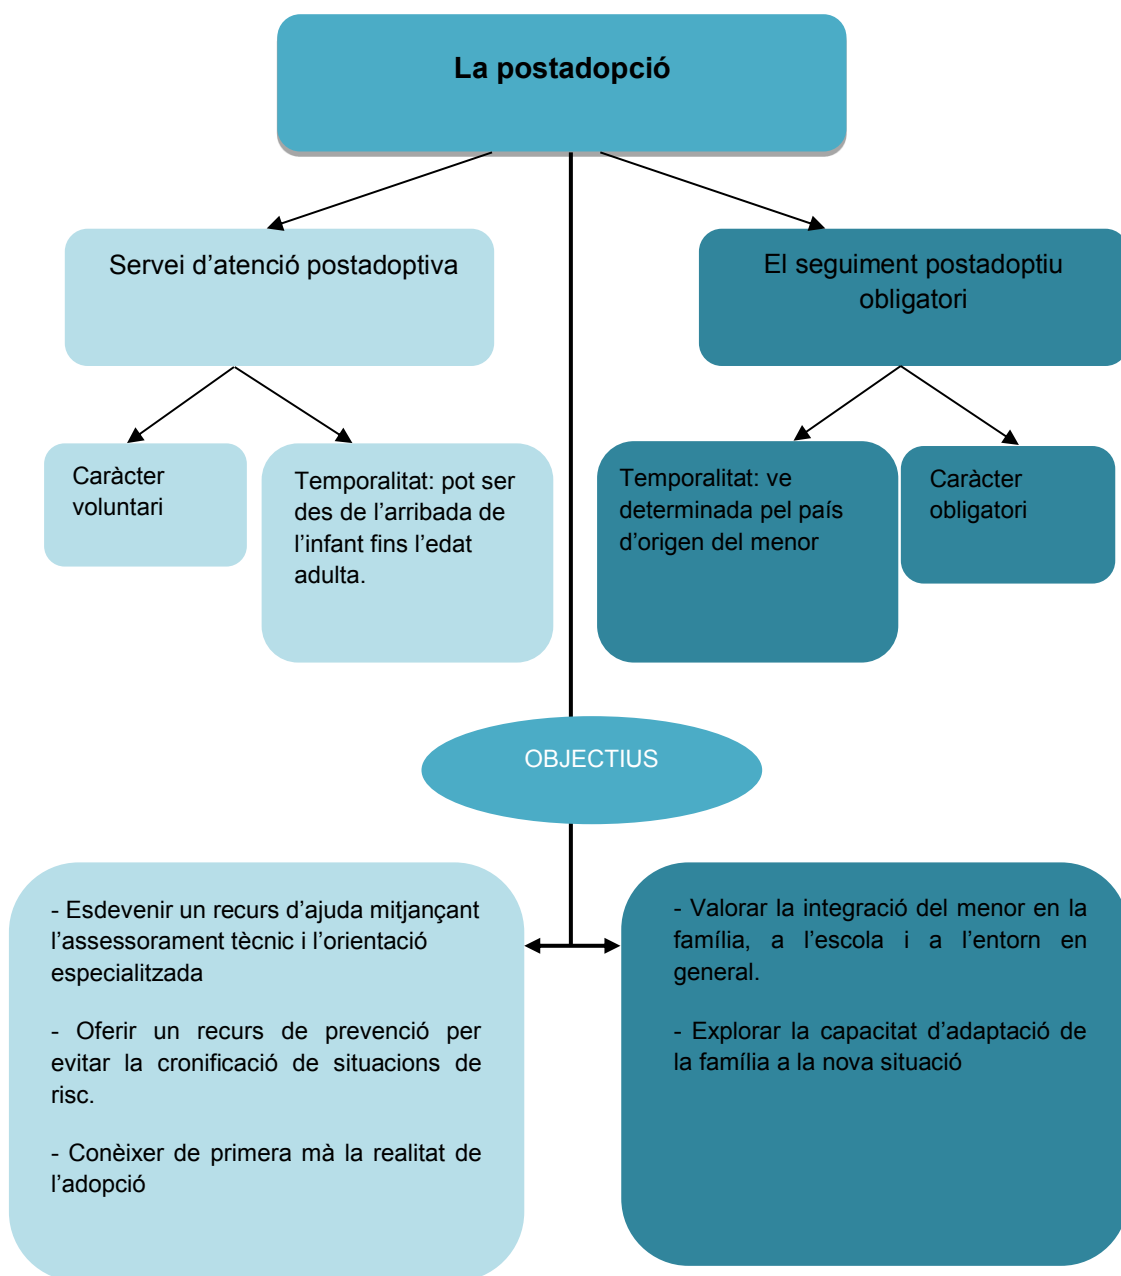 La postadopció
Servei d’atenció postadoptiva
El seguiment postadoptiu
obligatori
Caràcter
voluntari
Temporalitat: pot ser
des de l’arribada de
l’infant fins l’edat
adulta.
Temporalitat: ve
determinada pel país
d’origen del menor
Caràcter
obligatori
OBJECTIUS
- Esdevenir un recurs d’ajuda mitjançant
l’assessorament tècnic i l’orientació
especialitzada
- Oferir un recurs de prevenció per
evitar la cronificació de situacions de
risc.
- Conèixer de primera mà la realitat de
l’adopció
- Valorar la integració del menor en la
família, a l’escola i a l’entorn en
general.
- Explorar la capacitat d’adaptació de
la família a la nova situació